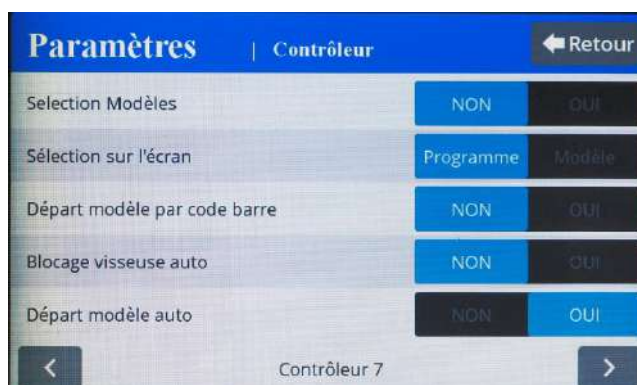 Paramètres | Contrôleur Retour
Selection Modèles NON OUI
Sélection sur l'écran Programme Modèle
Départ modèle par code barre NON OUI
Blocage visseuse auto NON OUI
Départ modèle auto NON OUI
< Contrôleur 7 >